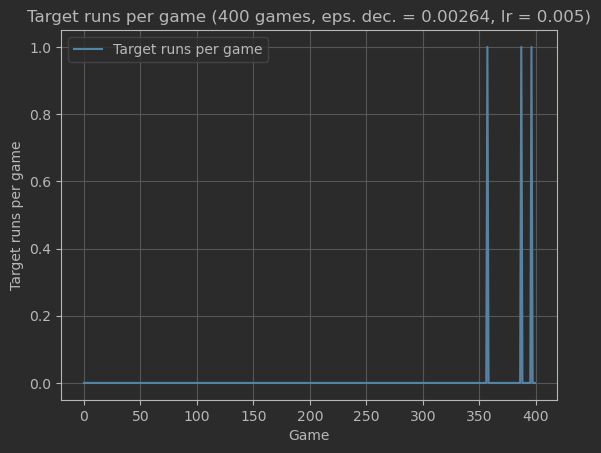 Target runs per game (400 games, eps. dec. = 0.00264, lr = 0.005)
Target runs per game
1.0
0.8
0.6
0.4
0.2
0.0
Target runs per game
0 50 100 150 200 250 300 350 400
Game